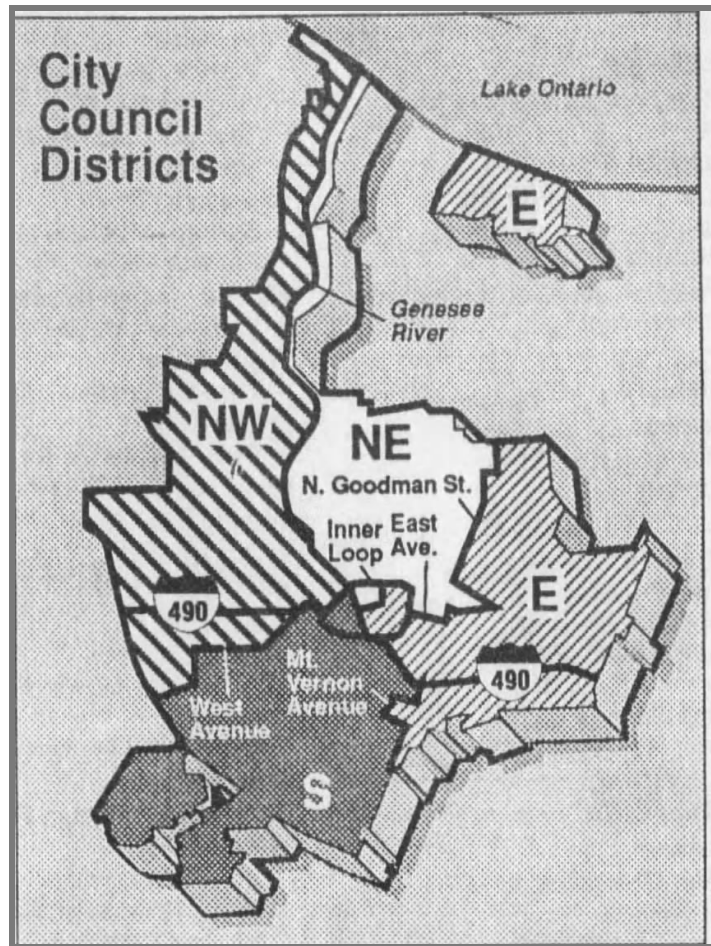 City
Council
Districts
Lake Ontario
E
Genesee
River
NW
NE
N. Goodman St.
Inner
Loop
East
Ave.
490
E
Mt.
Vernon
Avenue
490
West
Avenue
S